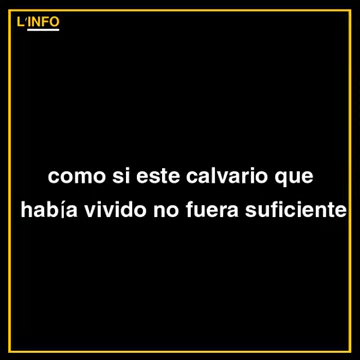 L'INFO
como si este calvario que
había vivido no fuera suficiente